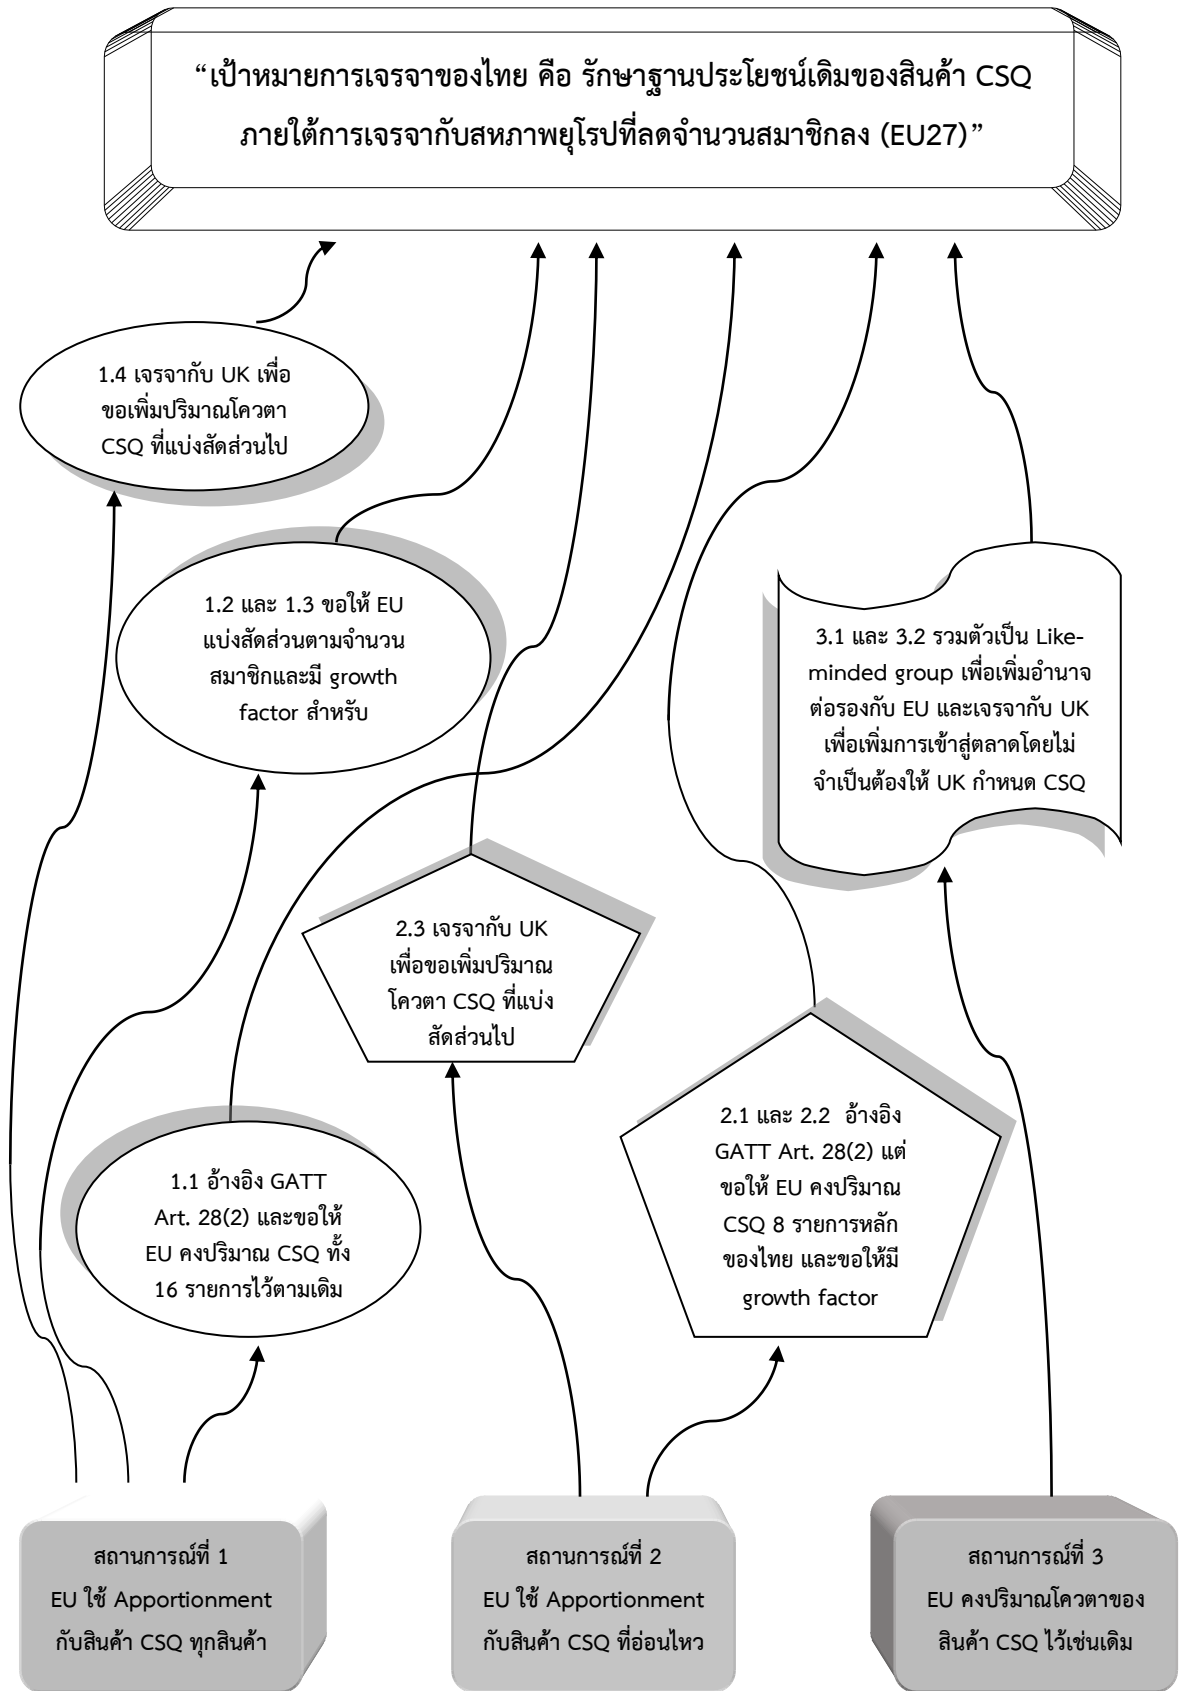 “เป้าหมายการเจรจาของไทย คือ รักษาฐานประโยชน์เดิมของสินค้า CSQ
ภายใต้การเจรจากับสหภาพยุโรปที่ลดจำนวนสมาชิกลง (EU27)”
1.4 เจรจากับ UK เพื่อ
ขอเพิ่มปริมาณโควตา
CSQ ที่แบ่งสัดส่วนไป
1.2 และ 1.3 ขอให้ EU
แบ่งสัดส่วนตามจำนวน
สมาชิกและมี growth
factor สำหรับ
3.1 และ 3.2 รวมตัวเป็น Like-
minded group เพื่อเพิ่มอำนาจ
ต่อรองกับ EU และเจรจากับ UK
เพื่อเพิ่มการเข้าสู่ตลาดโดยไม่
จำเป็นต้องให้ UK กำหนด CSQ
2.3 เจรจากับ UK
เพื่อขอเพิ่มปริมาณ
โควตา CSQ ที่แบ่ง
สัดส่วนไป
2.1 และ 2.2 อ้างอิง
GATT Art. 28(2) แต่
ขอให้ EU คงปริมาณ
CSQ 8 รายการหลัก
ของไทย และขอให้มี
growth factor
1.1 อ้างอิง GATT
Art. 28(2) และขอให้
EU คงปริมาณ CSQ ทั้ง
16 รายการไว้ตามเดิม
สถานการณ์ที่ 1
EU ใช้ Apportionment
กับสินค้า CSQ ทุกสินค้า
สถานการณ์ที่ 2
EU ใช้ Apportionment
กับสินค้า CSQ ที่อ่อนไหว
สถานการณ์ที่ 3
EU คงปริมาณโควตาของ
สินค้า CSQ ไว้เช่นเดิม